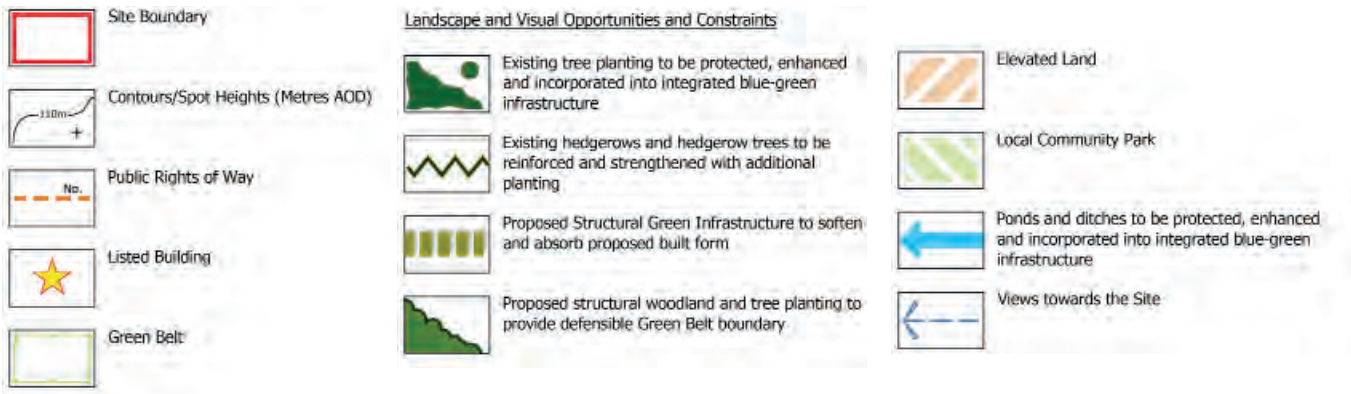 Site Boundary
Contours/Spot Heights (Metres AOD)
110m
Public Rights of Way
No.
Listed Building
Green Belt
Landscape and Visual Opportunities and Constraints
Existing tree planting to be protected, enhanced
and incorporated into integrated blue-green
infrastructure
Existing hedgerows and hedgerow trees to be
reinforced and strengthened with additional
planting
Proposed Structural Green Infrastructure to soften
and absorb proposed built form
Proposed structural woodland and tree planting to
provide defensible Green Belt boundary
Elevated Land
Local Community Park
Ponds and ditches to be protected, enhanced
and incorporated into integrated blue-green
infrastructure
Views towards the Site